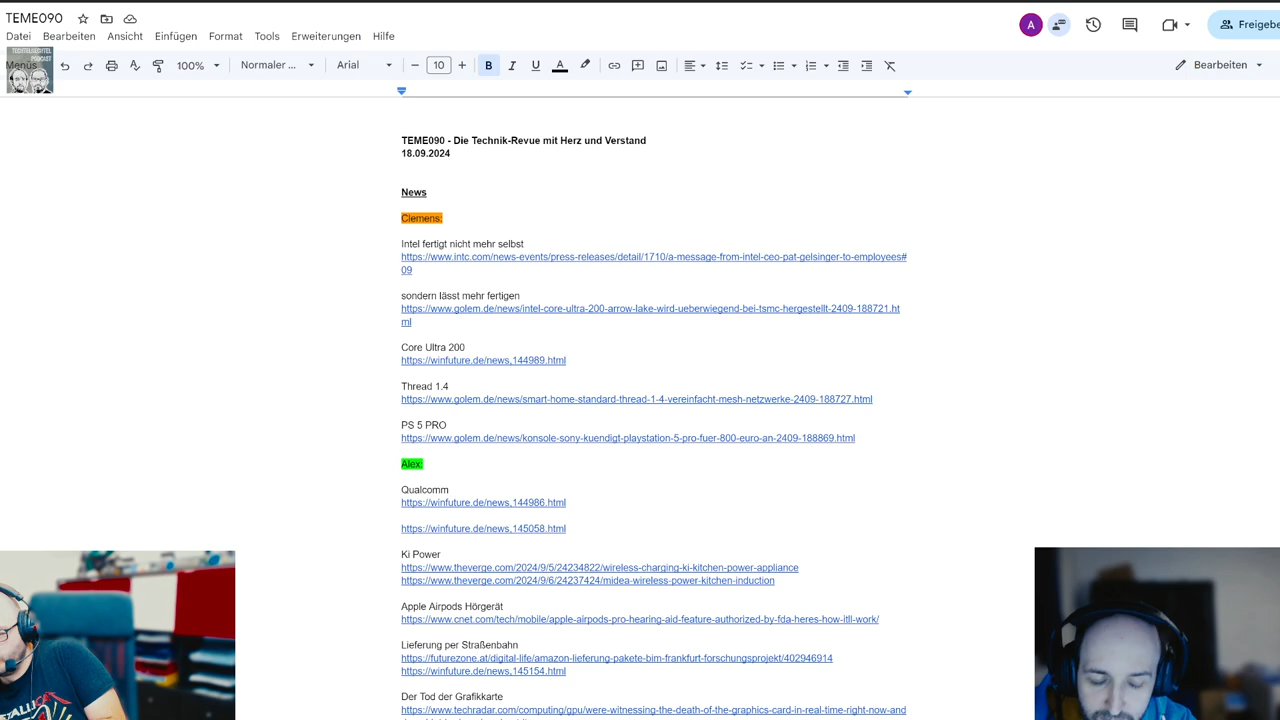 TEME090
Datei Bearbeiten Ansicht Einfügen Format Tools Erweiterungen Hilfe
A
Freigebe
TECHTELMECHTEL
PODCAST
Menüs
100% Normaler ... Arial 10 B I U A Bearbeiten
TEME090 - Die Technik-Revue mit Herz und Verstand
18.09.2024
News
Clemens:
Intel fertigt nicht mehr selbst
https://www.intc.com/news-events/press-releases/detail/1710/a-message-from-intel-ceo-pat-gelsinger-to-employees#
09
sondern lässt mehr fertigen
https://www.golem.de/news/intel-core-ultra-200-arrow-lake-wird-ueberwiegend-bei-tsmc-hergestellt-2409-188721.ht
ml
Core Ultra 200
https://winfuture.de/news,144989.html
Thread 1.4
https://www.golem.de/news/smart-home-standard-thread-1-4-vereinfacht-mesh-netzwerke-2409-188727.html
PS 5 PRO
https://www.golem.de/news/konsole-sony-kuendigt-playstation-5-pro-fuer-800-euro-an-2409-188869.html
Alex:
Qualcomm
https://winfuture.de/news,144986.html
https://winfuture.de/news,145058.html
Ki Power
https://www.theverge.com/2024/9/5/24234822/wireless-charging-ki-kitchen-power-appliance
https://www.theverge.com/2024/9/6/24237424/midea-wireless-power-kitchen-induction
Apple Airpods Hörgerät
https://www.cnet.com/tech/mobile/apple-airpods-pro-hearing-aid-feature-authorized-by-fda-heres-how-itll-work/
Lieferung per Straßenbahn
https://futurezone.at/digital-life/amazon-lieferung-pakete-bim-frankfurt-forschungsprojekt/402946914
https://winfuture.de/news,145154.html
Der Tod der Grafikkarte
https://www.techradar.com/computing/gpu/were-witnessing-the-death-of-the-graphics-card-in-real-time-right-now-and